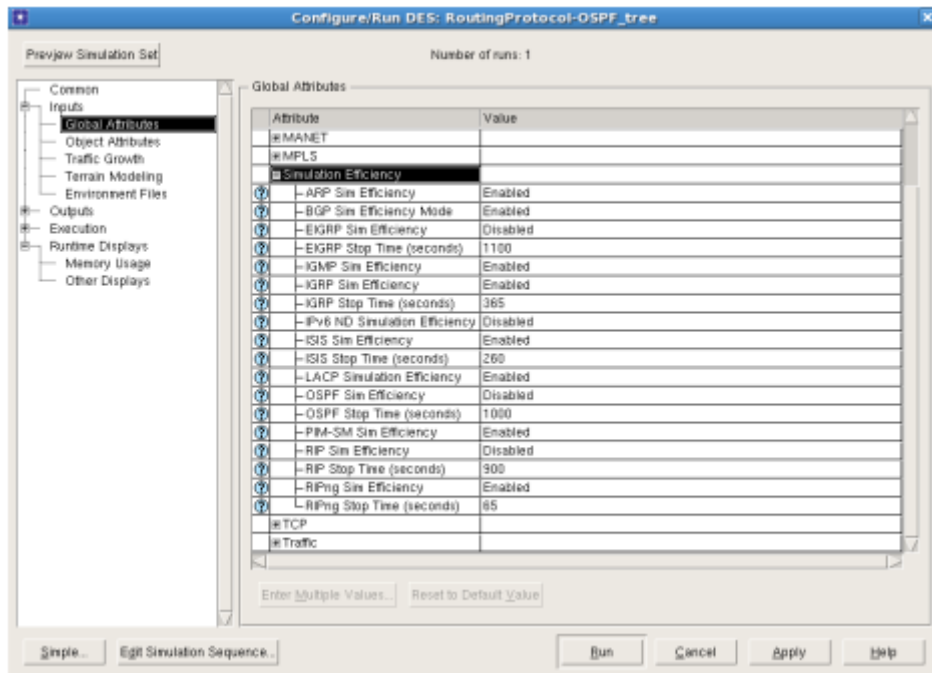 Configure/Run DES: RoutingProtocol-OSPF_tree
Preview Simulation Set
Number of runs: 1
Common
Inputs
Global Attributes
Object Attributes
Traffic Growth
Terrain Modeling
Environment Files
Outputs
Execution
Runtime Displays
Memory Usage
Other Displays
Global Attributes
Attribute Value
MANET
MPLS
Simulation Efficiency
ARP Sim Efficiency Enabled
BGP Sim Efficiency Mode Enabled
EIGRP Sim Efficiency Disabled
EIGRP Stop Time (seconds) 1100
IGMP Sim Efficiency Enabled
IGRP Sim Efficiency Enabled
IGRP Stop Time (seconds) 365
IPv6 ND Simulation Efficiency Disabled
ISIS Sim Efficiency Enabled
ISIS Stop Time (seconds) 260
LACP Simulation Efficiency Enabled
OSPF Sim Efficiency Disabled
OSPF Stop Time (seconds) 1000
PIM-SM Sim Efficiency Enabled
RIP Sim Efficiency Disabled
RIP Stop Time (seconds) 900
RIPng Sim Efficiency Enabled
RIPng Stop Time (seconds) 65
TCP
Traffic
Enter Multiple Values... Reset to Default Value
Simple... Edit Simulation Sequence... Run Cancel Apply Help